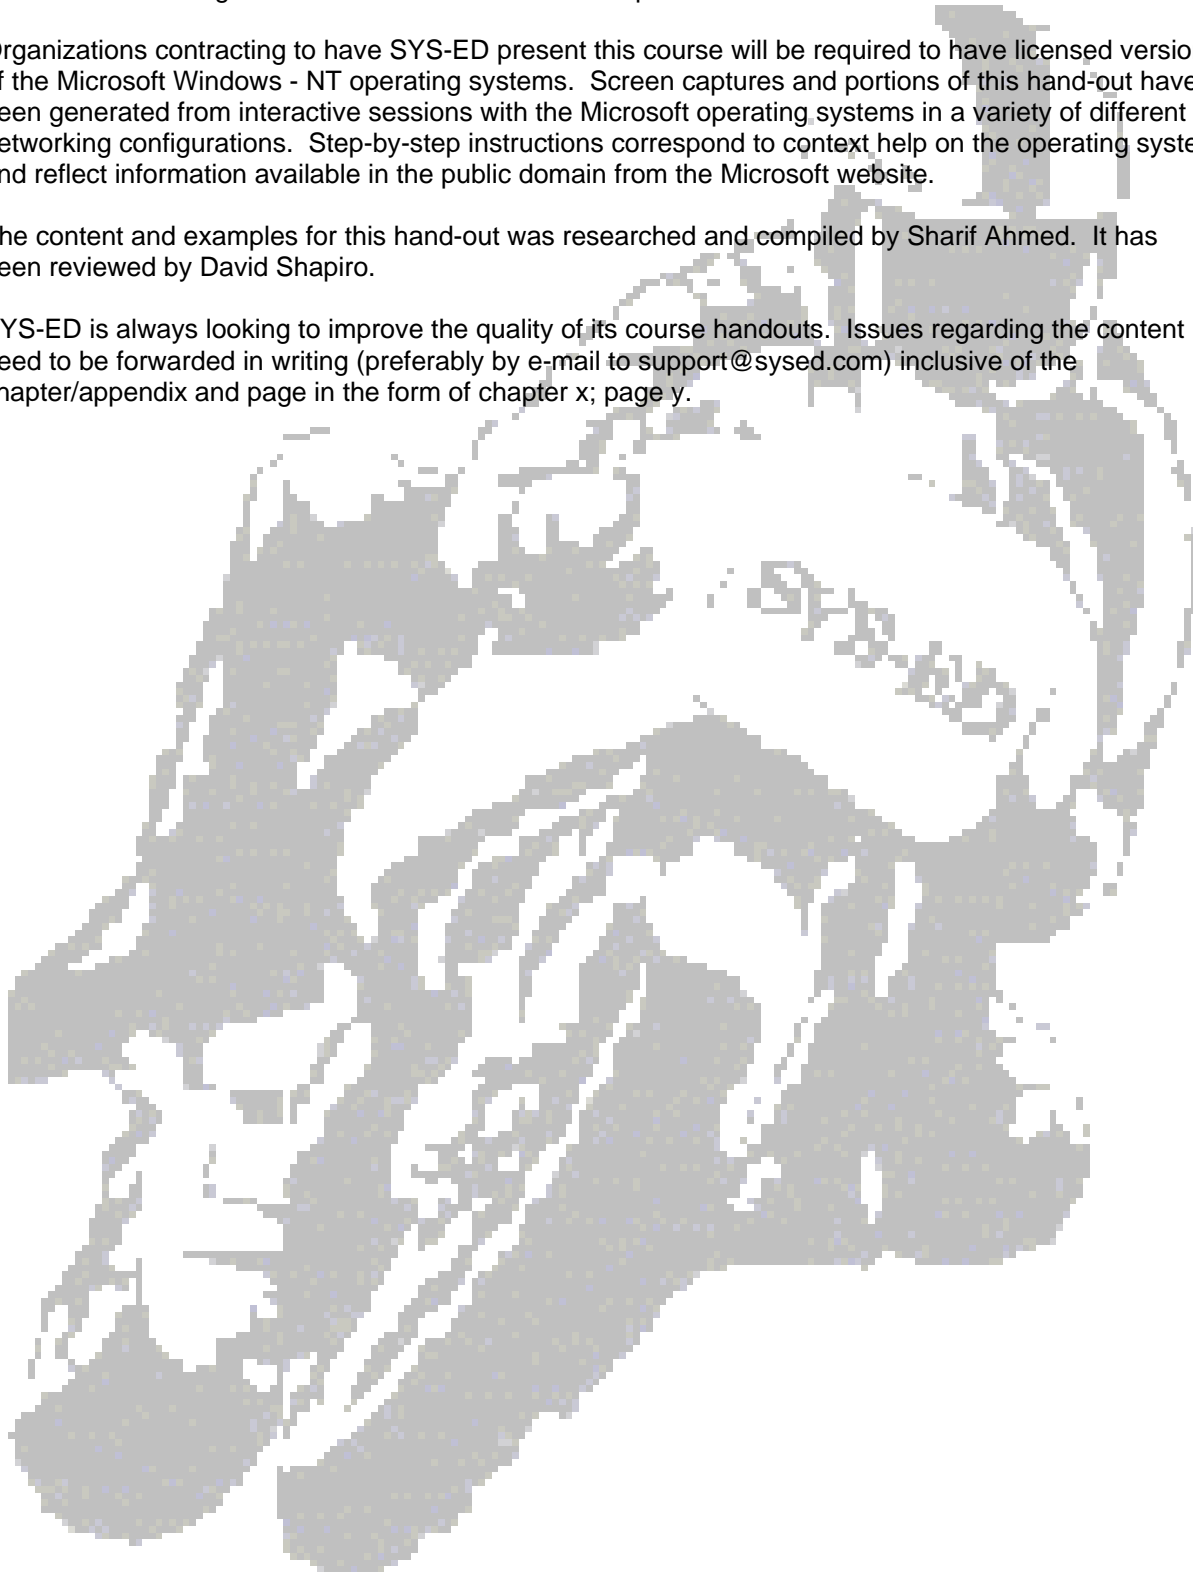 rganizations contracting to have SYS-ED present this course will be required to have licensed versio
f the Microsoft Windows - NT operating systems.  Screen captures and portions of this hand-out have
een generated from interactive sessions with the Microsoft operating systems in a variety of different
etworking configurations.  Step-by-step instructions correspond to context help on the operating syste
nd reflect information available in the public domain from the Microsoft website.
he content and examples for this hand-out was researched and compiled by Sharif Ahmed.  It has
een reviewed by David Shapiro.
YS-ED is always looking to improve the quality of its course handouts.  Issues regarding the content
eed to be forwarded in writing (preferably by e-mail to support@sysed.com) inclusive of the
hapter/appendix and page in the form of chapter x; page y.
SYS-ED